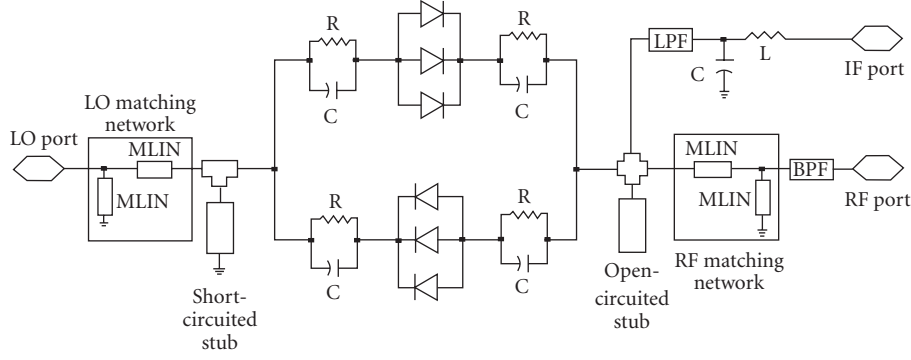 R
R
C
C
LPF
C
L
IF port
LO matching
network
LO port
MLIN
MLIN
MLIN
MLIN
BPF
RF port
R
R
C
C
Short-
circuited
stub
Open-
circuited
stub
RF matching
network